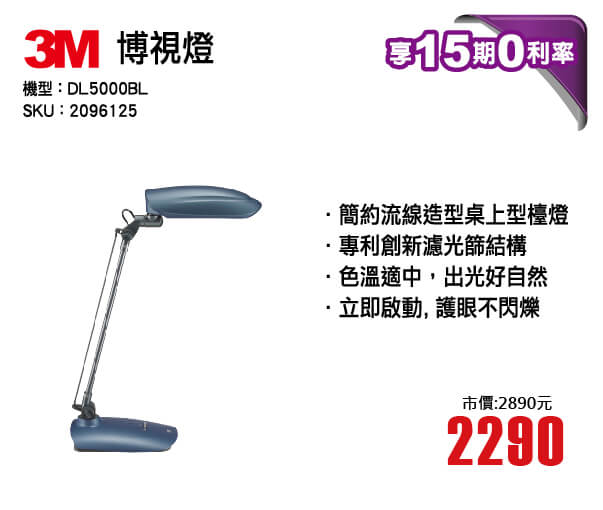 3M 博視燈
享15期0利率
機型：DL5000BL
SKU：2096125
·簡約流線造型桌上型檯燈
·專利創新濾光篩結構
·色溫適中，出光好自然
·立即啟動, 護眼不閃爍
市價:2890元
2290